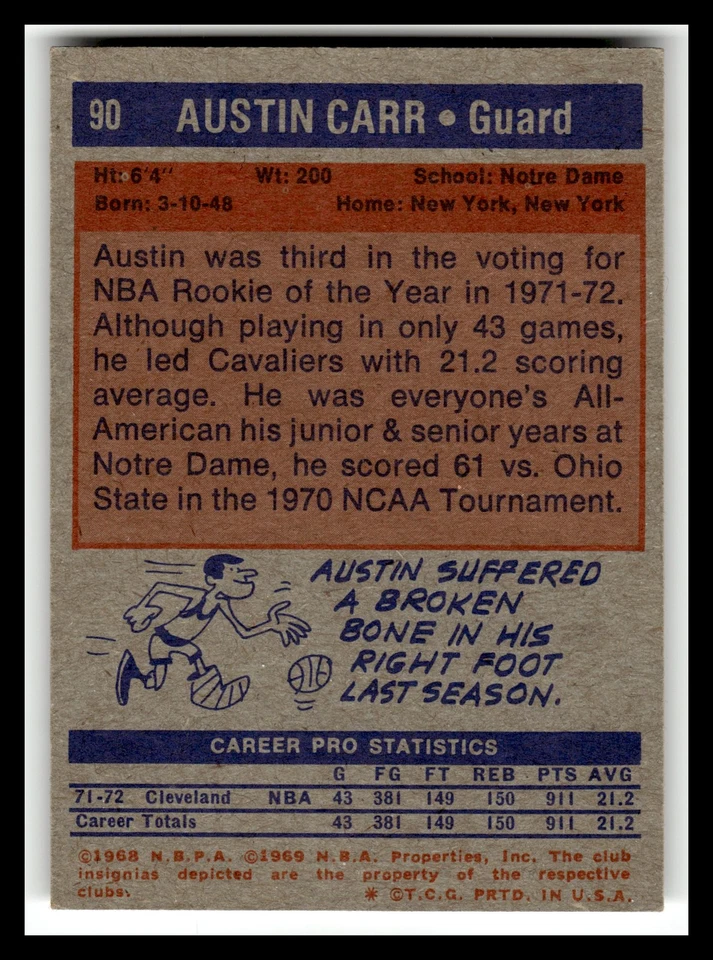 90 AUSTIN CARR • Guard
Ht: 6'4" Wt: 200 School: Notre Dame
Born: 3-10-48 Home: New York, New York
Austin was third in the voting for
NBA Rookie of the Year in 1971-72.
Although playing in only 43 games,
he led Cavaliers with 21.2 scoring
average. He was everyone's All-
American his junior & senior years at
Notre Dame, he scored 61 vs. Ohio
State in the 1970 NCAA Tournament.
AUSTIN SUFFERED
A BROKEN
BONE IN HIS
RIGHT FOOT
LAST SEASON.
CAREER PRO STATISTICS
G FG FT REB PTS AVG
71-72 Cleveland NBA 43 381 149 150 911 21.2
Career Totals 43 381 149 150 911 21.2
©1968 N.B.P.A. ©1969 N.B.A. Properties, Inc. The club
insignias depicted are the property of the respective
clubs. * ©T.C.G. PRTD. IN U.S.A.